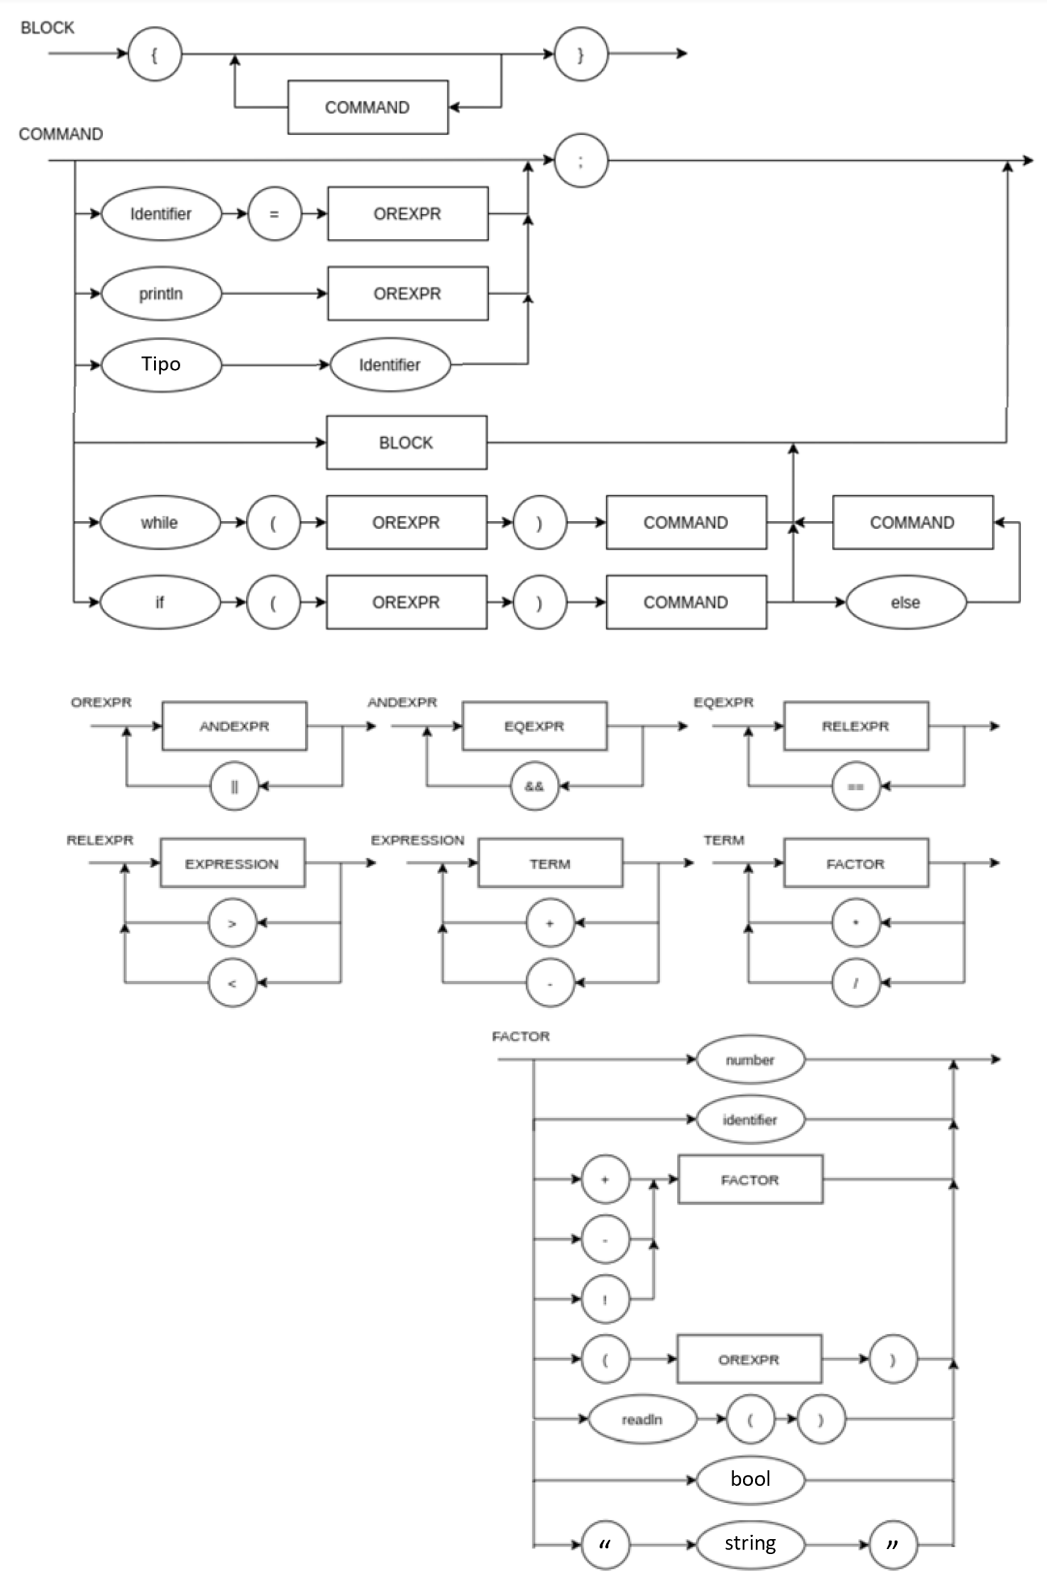 BLOCK
{ }
COMMAND
COMMAND
;
Identifier = OREXPR
println OREXPR
Tipo Identifier
BLOCK
while ( OREXPR ) COMMAND COMMAND
if ( OREXPR ) COMMAND else
OREXPR ANDEXPR EQEXPR
ANDEXPR EQEXPR RELEXPR
|| && ==
RELEXPR EXPRESSION TERM
EXPRESSION TERM FACTOR
> + *
< - /
FACTOR
number
identifier
+ FACTOR
-
!
( OREXPR )
readln ( )
bool
“ string ”